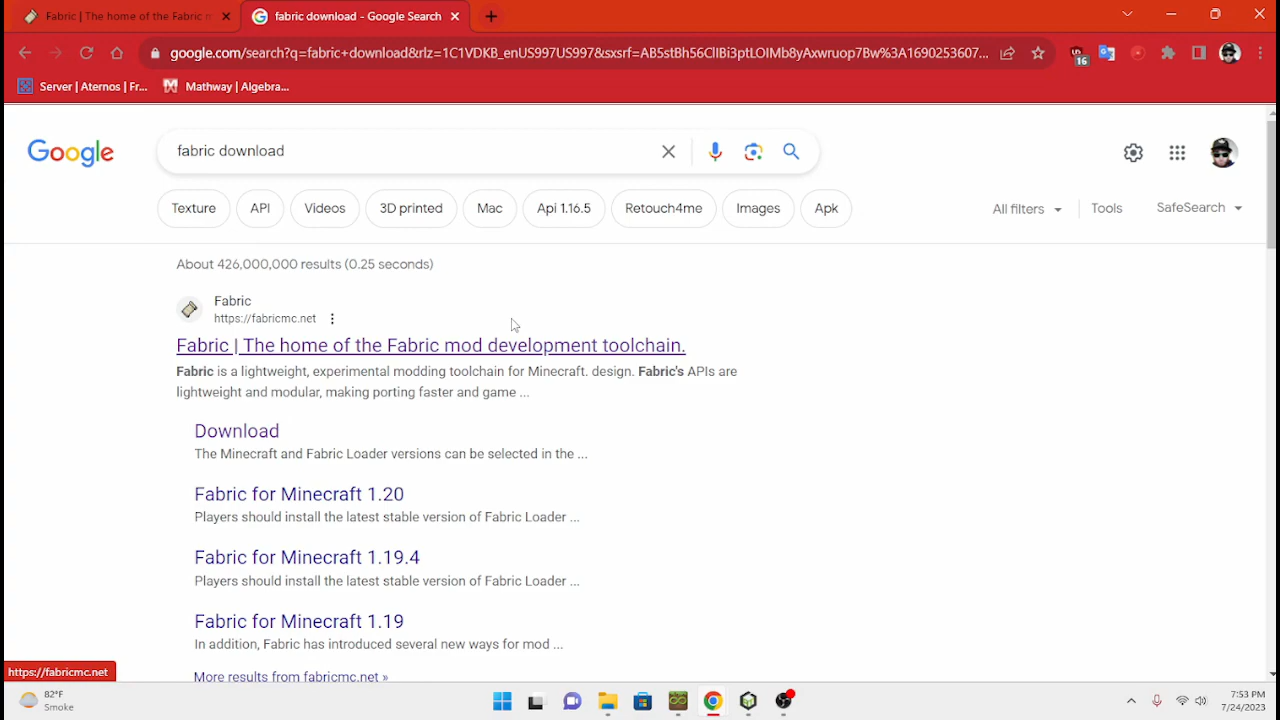 Fabric | The home of the Fabric m
fabric download - Google Search
google.com/search?q=fabric+download&rlz=1C1VDKB_enUS997US997&sxsrf=AB5stBh56ClIBi3ptLOIMb8yAxwruop7Bw%3A1690253607...
16
Server | Aternos | Fr...
Mathway | Algebra...
Google
fabric download
Texture
API
Videos
3D printed
Mac
Api 1.16.5
Retouch4me
Images
Apk
All filters
Tools
SafeSearch
About 426,000,000 results (0.25 seconds)
Fabric
https://fabricmc.net
Fabric | The home of the Fabric mod development toolchain.
Fabric is a lightweight, experimental modding toolchain for Minecraft. design. Fabric's APIs are
lightweight and modular, making porting faster and game ...
Download
The Minecraft and Fabric Loader versions can be selected in the ...
Fabric for Minecraft 1.20
Players should install the latest stable version of Fabric Loader ...
Fabric for Minecraft 1.19.4
Players should install the latest stable version of Fabric Loader ...
Fabric for Minecraft 1.19
In addition, Fabric has introduced several new ways for mod ...
More results from fabricmc.net »
https://fabricmc.net
82°F
Smoke
7:53 PM
7/24/2023